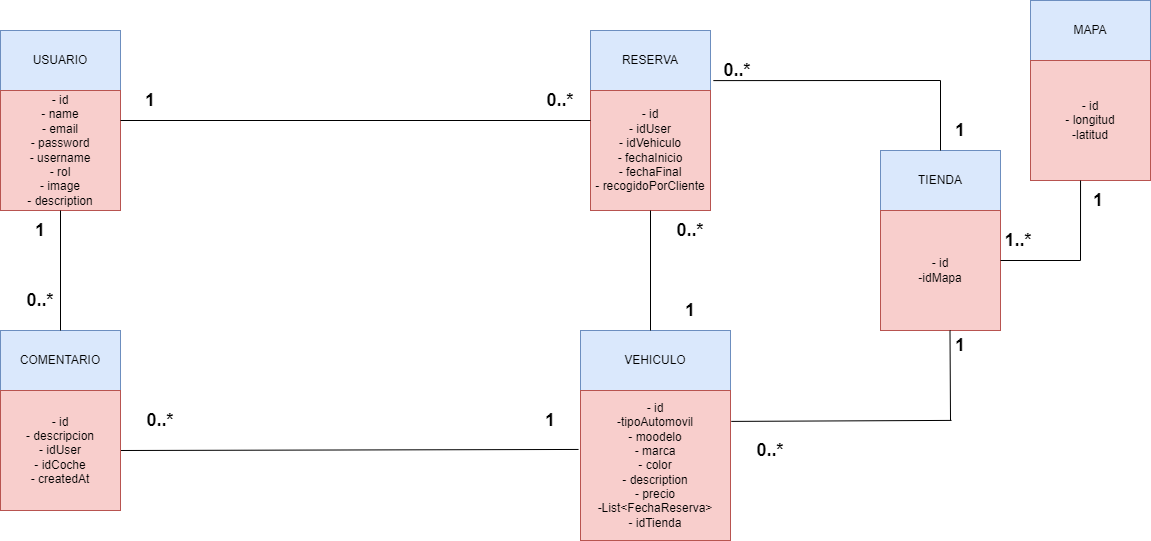 USUARIO
- id
- name
- email
- password
- username
- rol
- image
- description
1
0..*
RESERVA
- id
- idUser
- idVehiculo
- fechaInicio
- fechaFinal
- recogidoPorCliente
0..*
1
MAPA
- id
- longitud
-latitud
1
TIENDA
- id
-idMapa
1..*
1
0..*
0..*
1
COMENTARIO
- id
- descripcion
- idUser
- idCoche
- createdAt
0..*
1
VEHICULO
- id
-tipoAutomovil
- moodelo
- marca
- color
- description
- precio
-List<FechaReserva>
- idTienda
1
0..*